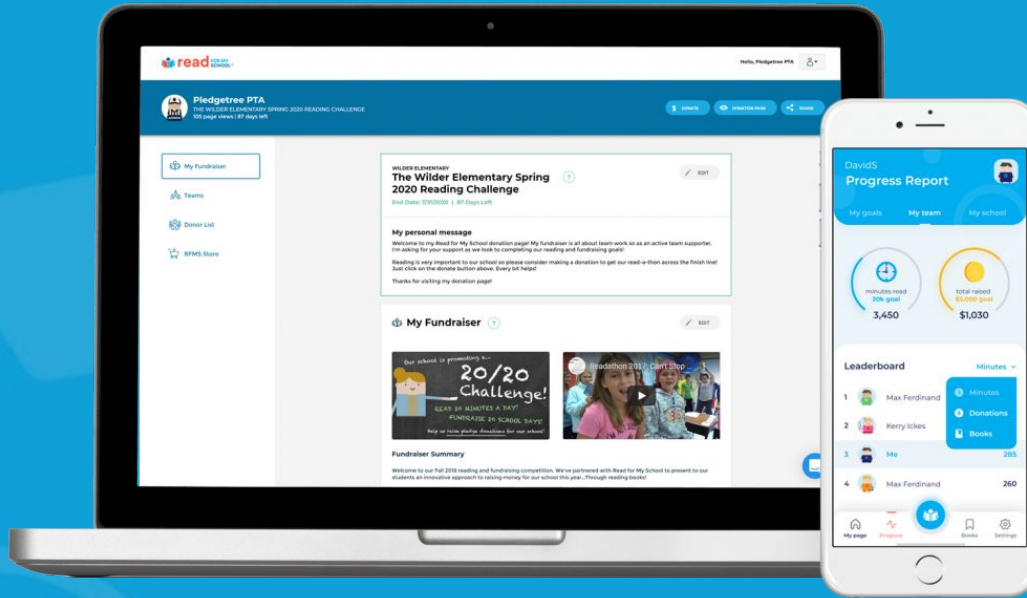 read FOR MY SCHOOL
Hello, Pledgetree PTA
Pledgetree PTA
THE WILDER ELEMENTARY SPRING 2020 READING CHALLENGE
105 page views | 87 days left
$ DONATE
DONATION PAGE
SHARE
My Fundraiser
Teams
Donor List
RFMS Store
WILDER ELEMENTARY
The Wilder Elementary Spring
2020 Reading Challenge
?
EDIT
End Date: 7/31/2020 | 87 Days Left
My personal message
Welcome to my Read for My School donation page! My fundraiser is all about team work so as an active team supporter,
I'm asking for your support as we look to completing our reading and fundraising goals!
Reading is very important to our school so please consider making a donation to get our read-a-thon across the finish line!
Just click on the donate button above. Every bit helps!
Thanks for visiting my donation page!
My Fundraiser ?
EDIT
Our school is promoting a...
20/20
Challenge!
READ 20 MINUTES A DAY!
FUNDRAISE 20 SCHOOL DAYS!
Help us raise pledge donations for our school!
Readathon 2017: Can't Stop ...
Fundraiser Summary
Welcome to our Fall 2018 reading and fundraising competition. We've partnered with Read for My School to present to our
students an innovative approach to raising money for our school this year...Through reading books!
DavidS
Progress Report
My goals
My team
My school
minutes read
20k goal
3,450
total raised
$5,000 goal
$1,030
Leaderboard
Minutes
Minutes
Donations
Books
1 Max Ferdinand
2 Kerry Ickes
3 Me 285
4 Max Ferdinand 260
My page
Progress
Books
Settings